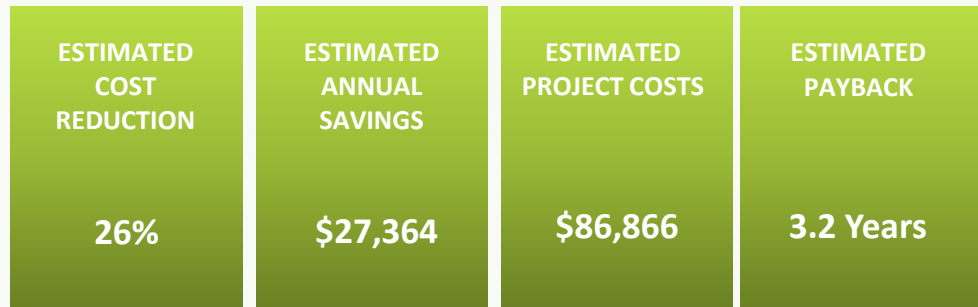 ESTIMATED
COST
REDUCTION
26%
ESTIMATED
ANNUAL
SAVINGS
$27,364
ESTIMATED
PROJECT COSTS
$86,866
ESTIMATED
PAYBACK
3.2 Years